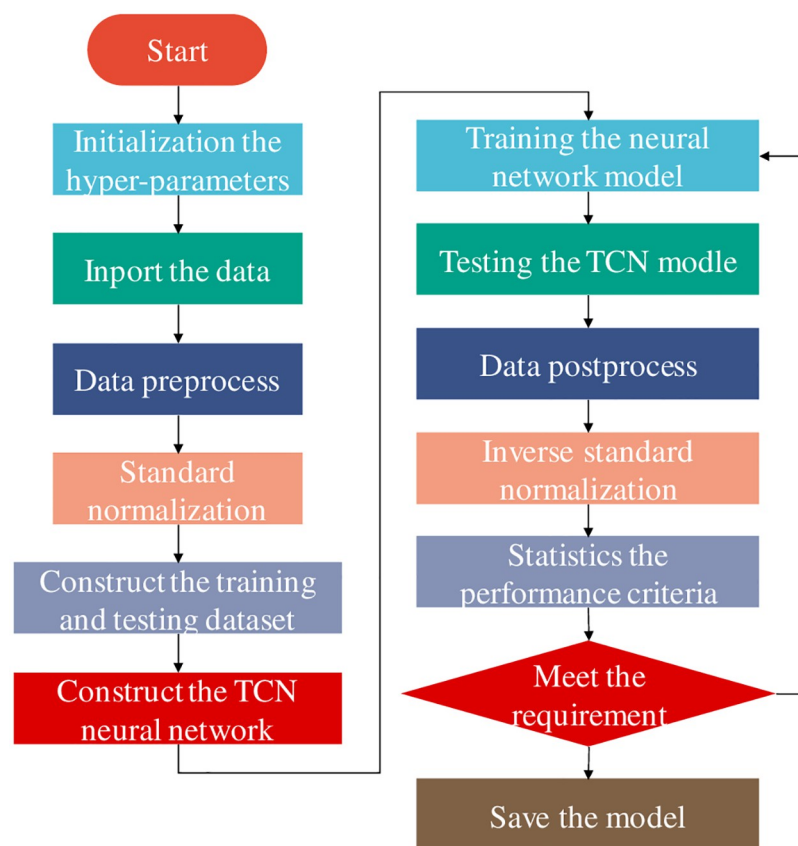 Start
Initialization the
hyper-parameters
Inport the data
Data preprocess
Standard
normalization
Construct the training
and testing dataset
Construct the TCN
neural network
Training the neural
network model
Testing the TCN modle
Data postprocess
Inverse standard
normalization
Statistics the
performance criteria
Meet the
requirement
Save the model